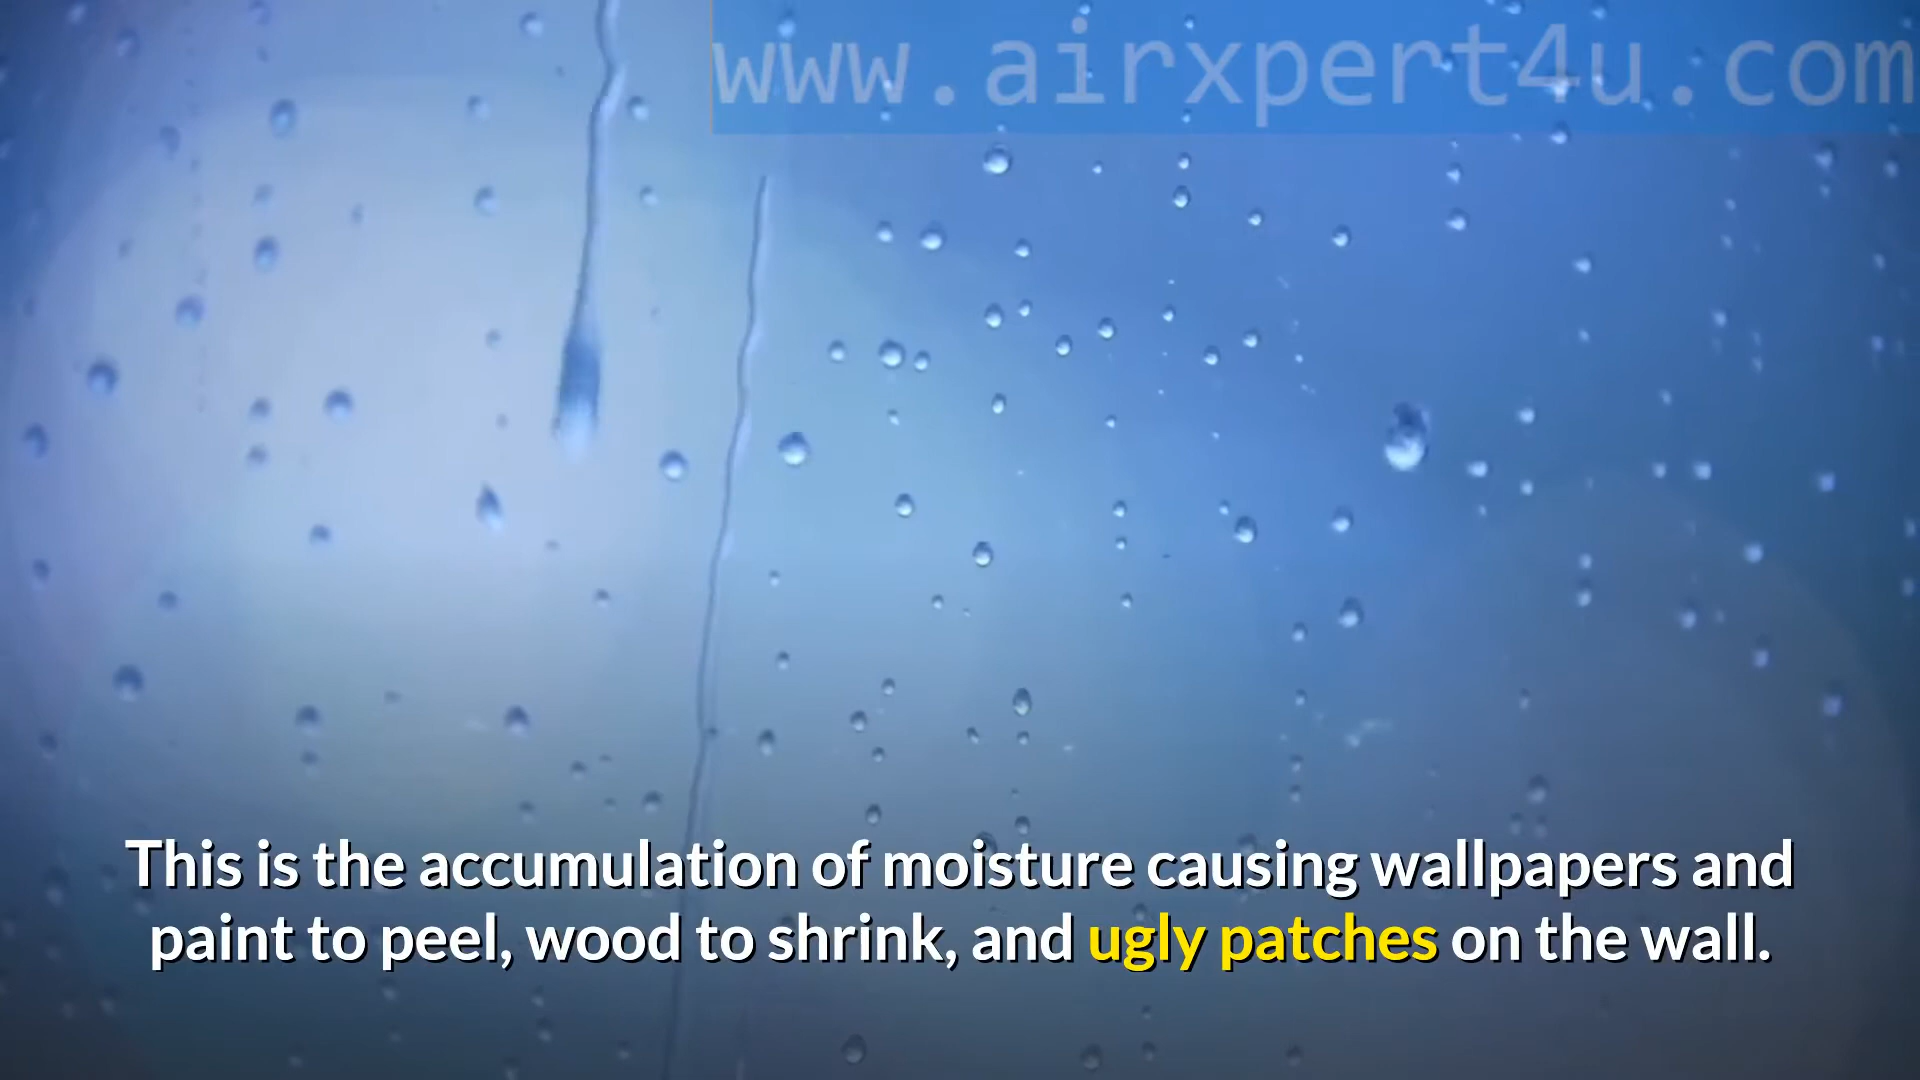 www.airxpert4u.com
This is the accumulation of moisture causing wallpapers and
paint to peel, wood to shrink, and ugly patches on the wall.